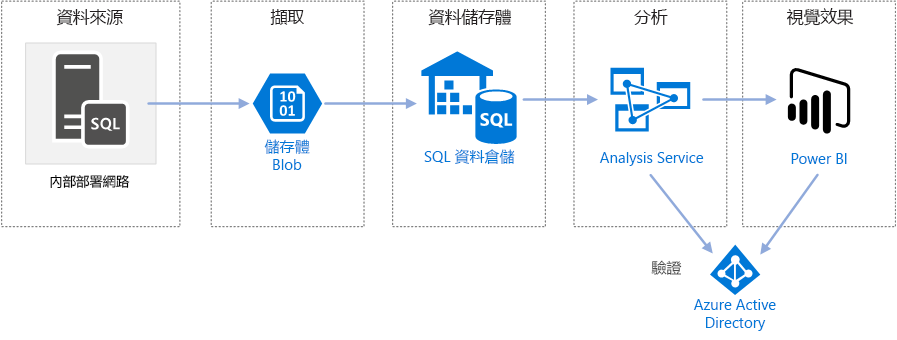 資料來源
擷取
資料儲存體
分析
視覺效果
SQL
內部部署網路
10
01
儲存體
Blob
SQL
SQL 資料倉儲
Analysis Service
Power BI
驗證
Azure Active
Directory